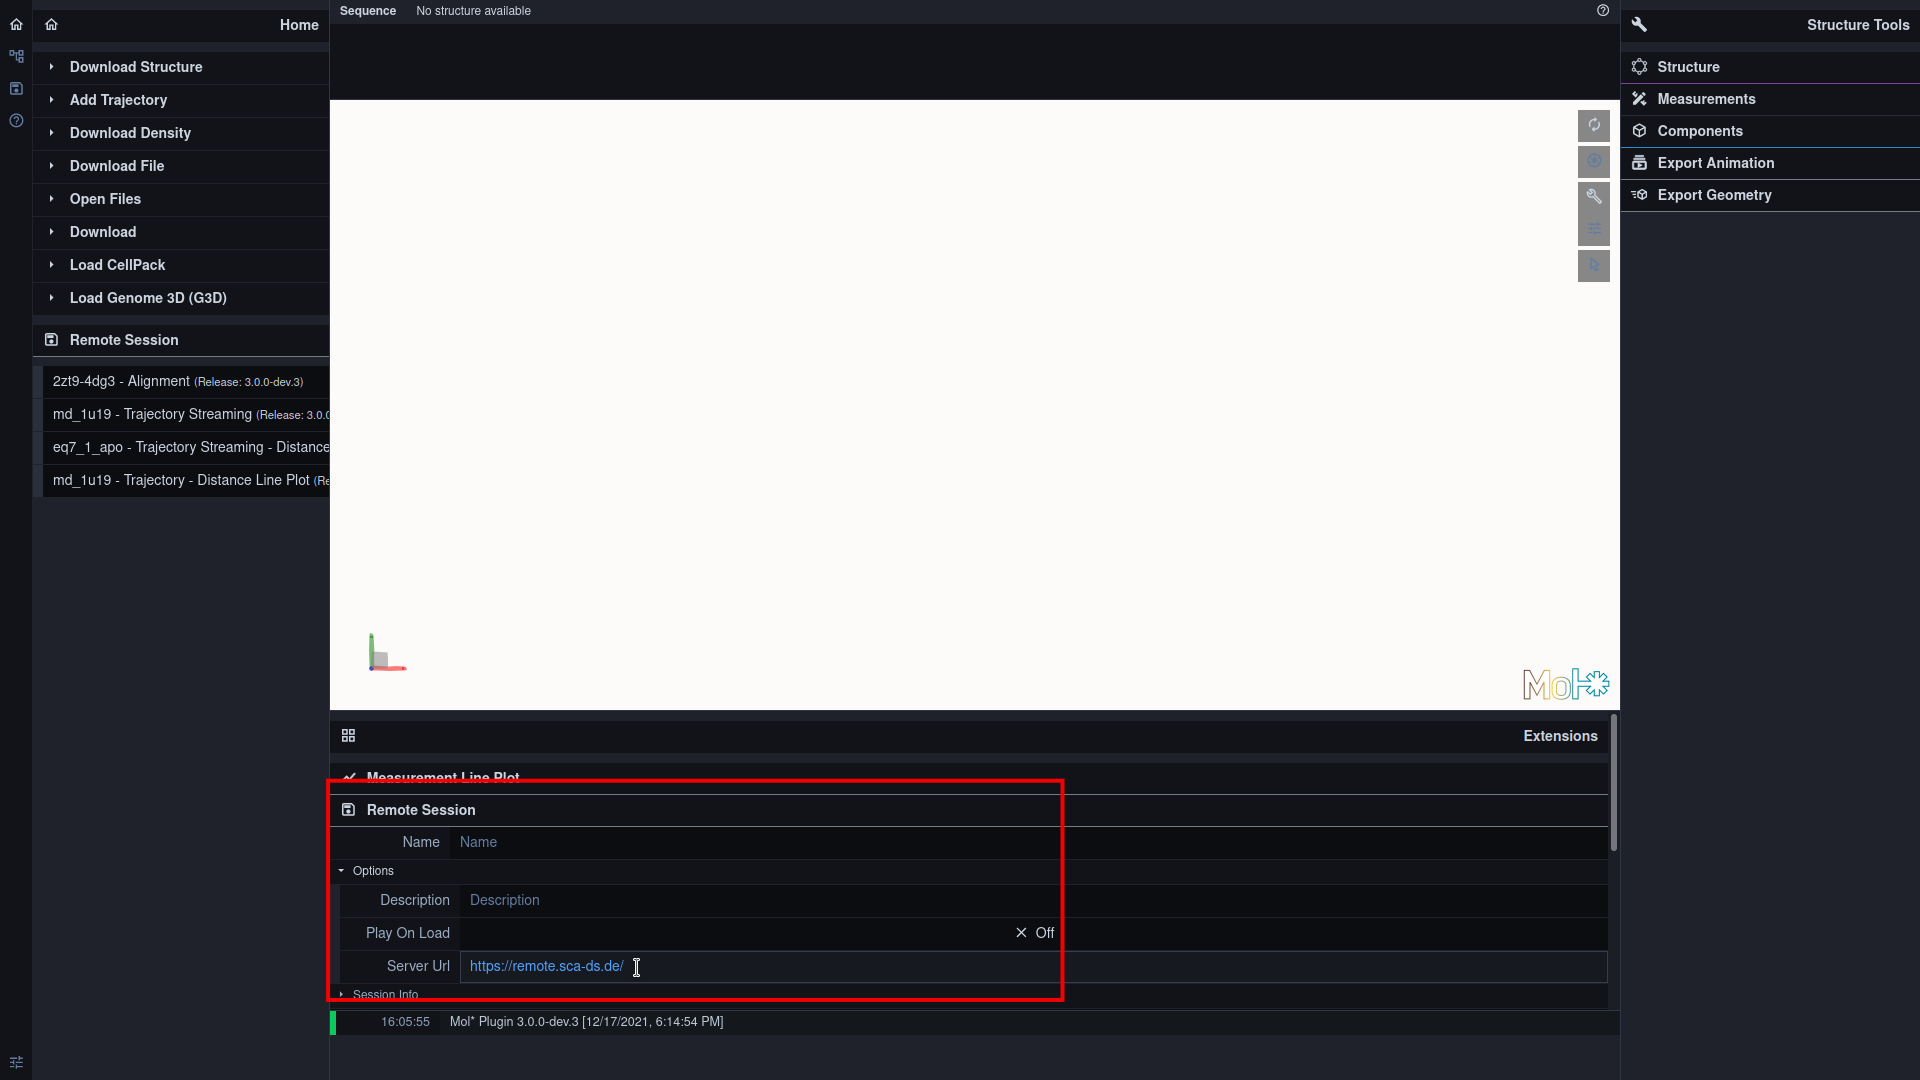 Home
Download Structure
Add Trajectory
Download Density
Download File
Open Files
Download
Load CellPack
Load Genome 3D (G3D)
Remote Session
2zt9-4dg3 - Alignment (Release: 3.0.0-dev.3)
md_1u19 - Trajectory Streaming (Release: 3.0.0
eq7_1_apo - Trajectory Streaming - Distance
md_1u19 - Trajectory - Distance Line Plot (Re
Sequence No structure available
Mol*
Extensions
Measurement Line Plot
Remote Session
Name Name
Options
Description Description
Play On Load Off
Server Url https://remote.sca-ds.de/
Session Info
16:05:55 Mol* Plugin 3.0.0-dev.3 [12/17/2021, 6:14:54 PM]
Structure Tools
Structure
Measurements
Components
Export Animation
Export Geometry